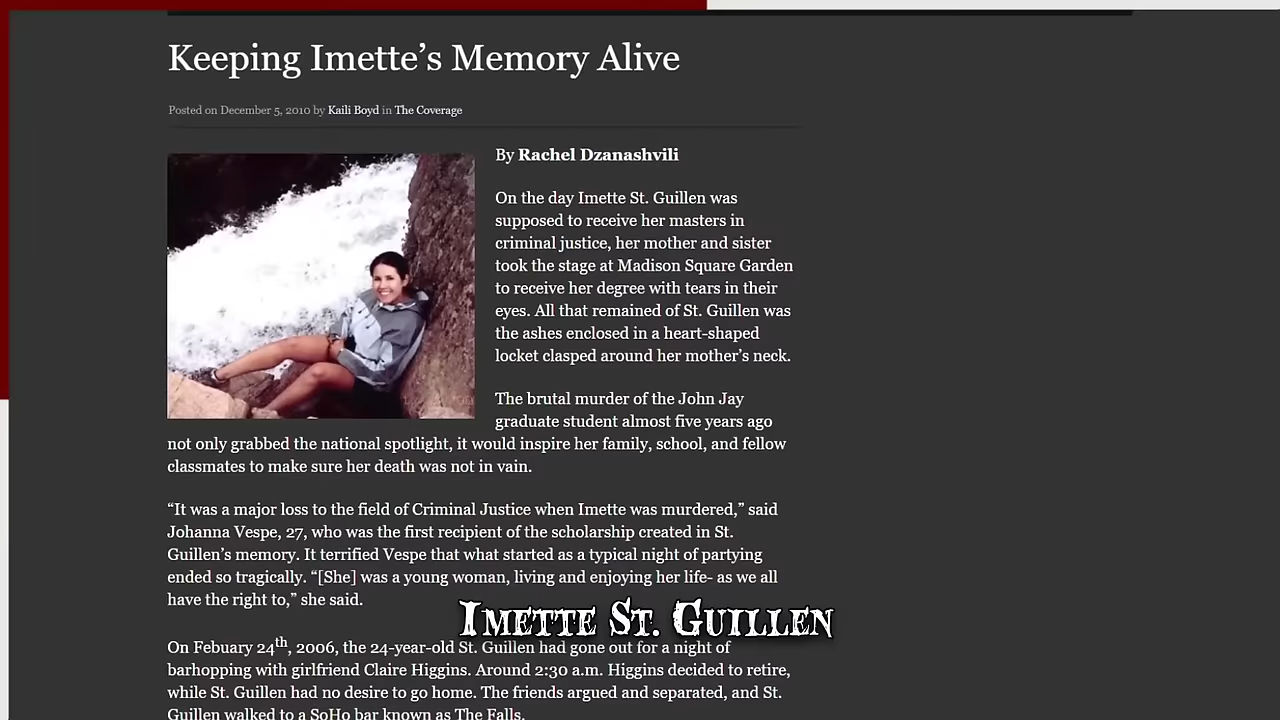 Keeping Imette’s Memory Alive
Posted on December 5, 2010 by Kaili Boyd in The Coverage
By Rachel Dzanashvili
On the day Imette St. Guillen was
supposed to receive her masters in
criminal justice, her mother and sister
took the stage at Madison Square Garden
to receive her degree with tears in their
eyes. All that remained of St. Guillen was
the ashes enclosed in a heart-shaped
locket clasped around her mother’s neck.
The brutal murder of the John Jay
graduate student almost five years ago
not only grabbed the national spotlight, it would inspire her family, school, and fellow
classmates to make sure her death was not in vain.
“It was a major loss to the field of Criminal Justice when Imette was murdered,” said
Johanna Vespe, 27, who was the first recipient of the scholarship created in St.
Guillen’s memory. It terrified Vespe that what started as a typical night of partying
ended so tragically. “[She] was a young woman, living and enjoying her life- as we all
have the right to,” she said.
Imette St. Guillen
On Febuary 24th, 2006, the 24-year-old St. Guillen had gone out for a night of
barhopping with girlfriend Claire Higgins. Around 2:30 a.m. Higgins decided to retire,
while St. Guillen had no desire to go home. The friends argued and separated, and St.
Guillen walked to a SoHo bar known as The Falls.